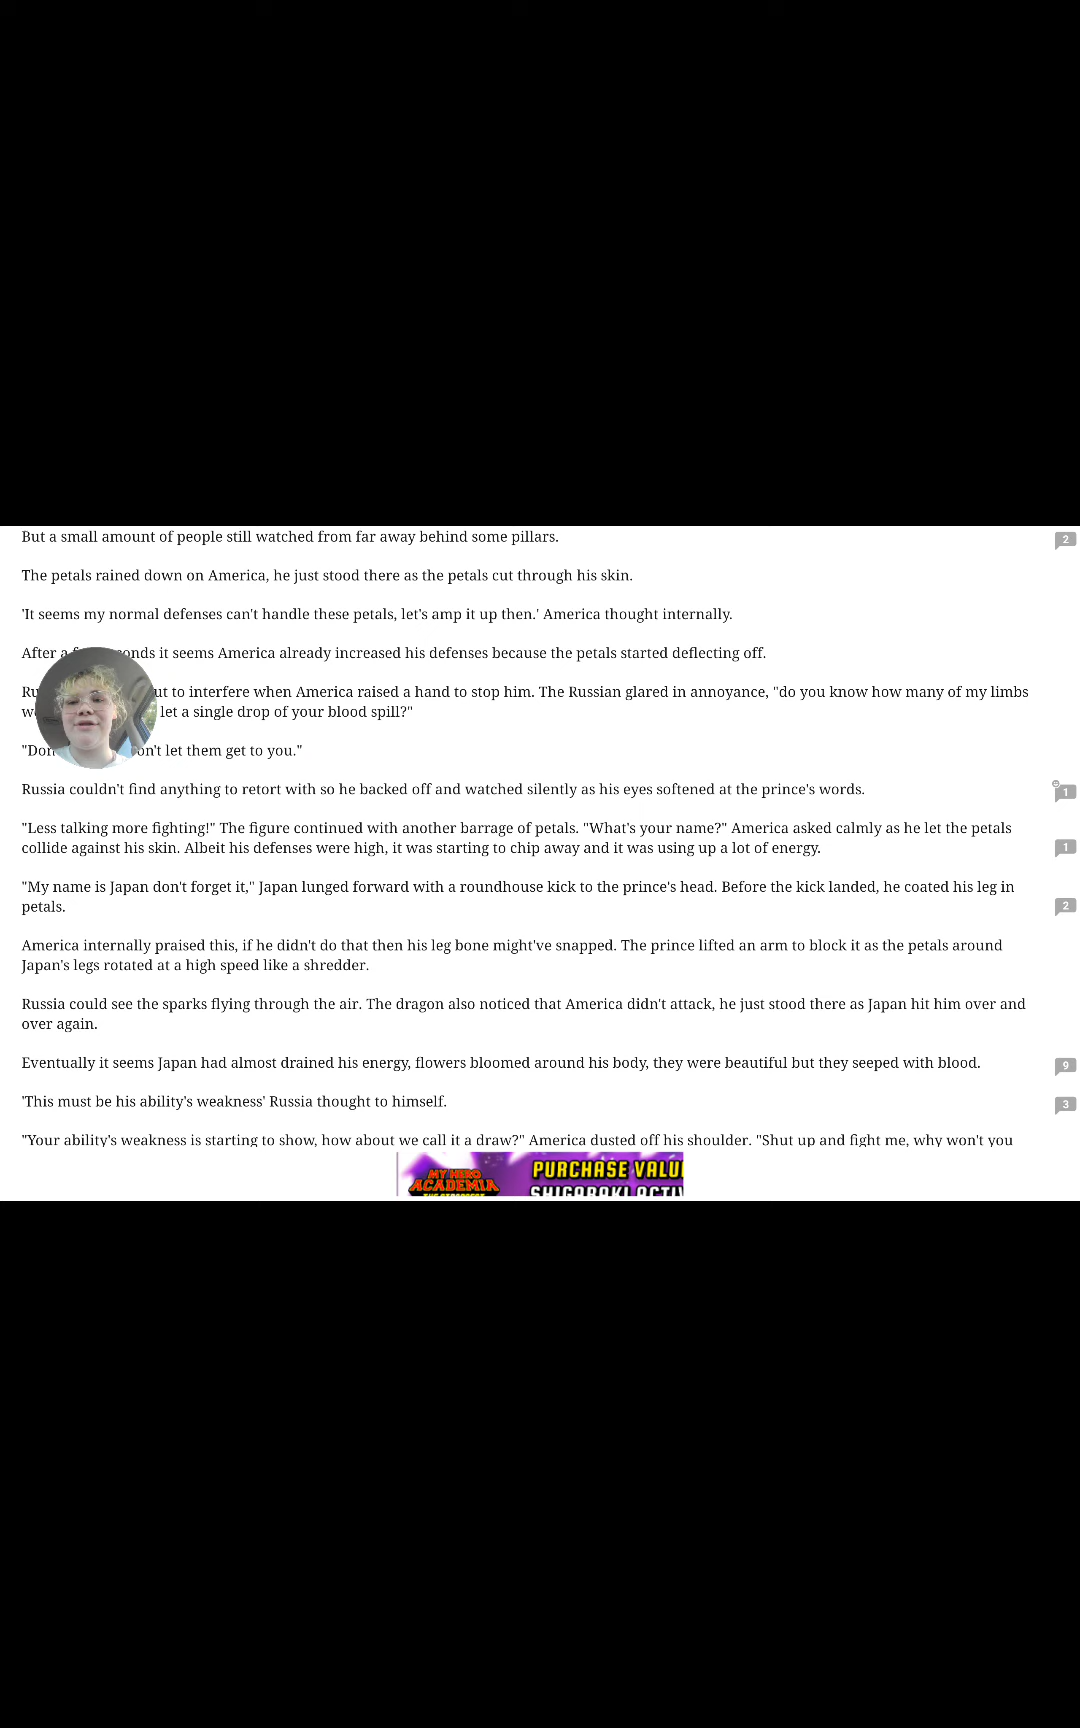 But a small amount of people still watched from far away behind some pillars.
2
The petals rained down on America, he just stood there as the petals cut through his skin.
'It seems my normal defenses can't handle these petals, let's amp it up then.' America thought internally.
After a onds it seems America already increased his defenses because the petals started deflecting off.
Ru ut to interfere when America raised a hand to stop him. The Russian glared in annoyance, "do you know how many of my limbs
let a single drop of your blood spill?"
"Don on't let them get to you."
Russia couldn't find anything to retort with so he backed off and watched silently as his eyes softened at the prince's words.
1
"Less talking more fighting!" The figure continued with another barrage of petals. "What's your name?" America asked calmly as he let the petals
collide against his skin. Albeit his defenses were high, it was starting to chip away and it was using up a lot of energy.
1
"My name is Japan don't forget it," Japan lunged forward with a roundhouse kick to the prince's head. Before the kick landed, he coated his leg in
petals.
2
America internally praised this, if he didn't do that then his leg bone might've snapped. The prince lifted an arm to block it as the petals around
Japan's legs rotated at a high speed like a shredder.
Russia could see the sparks flying through the air. The dragon also noticed that America didn't attack, he just stood there as Japan hit him over and
over again.
Eventually it seems Japan had almost drained his energy, flowers bloomed around his body, they were beautiful but they seeped with blood.
9
'This must be his ability's weakness' Russia thought to himself.
3
"Your ability's weakness is starting to show, how about we call it a draw?" America dusted off his shoulder. "Shut up and fight me, why won't you
MY HERO
ACADEMIA
THE STRONGEST
PURCHASE VALU
SHIGARAKI ACTIV